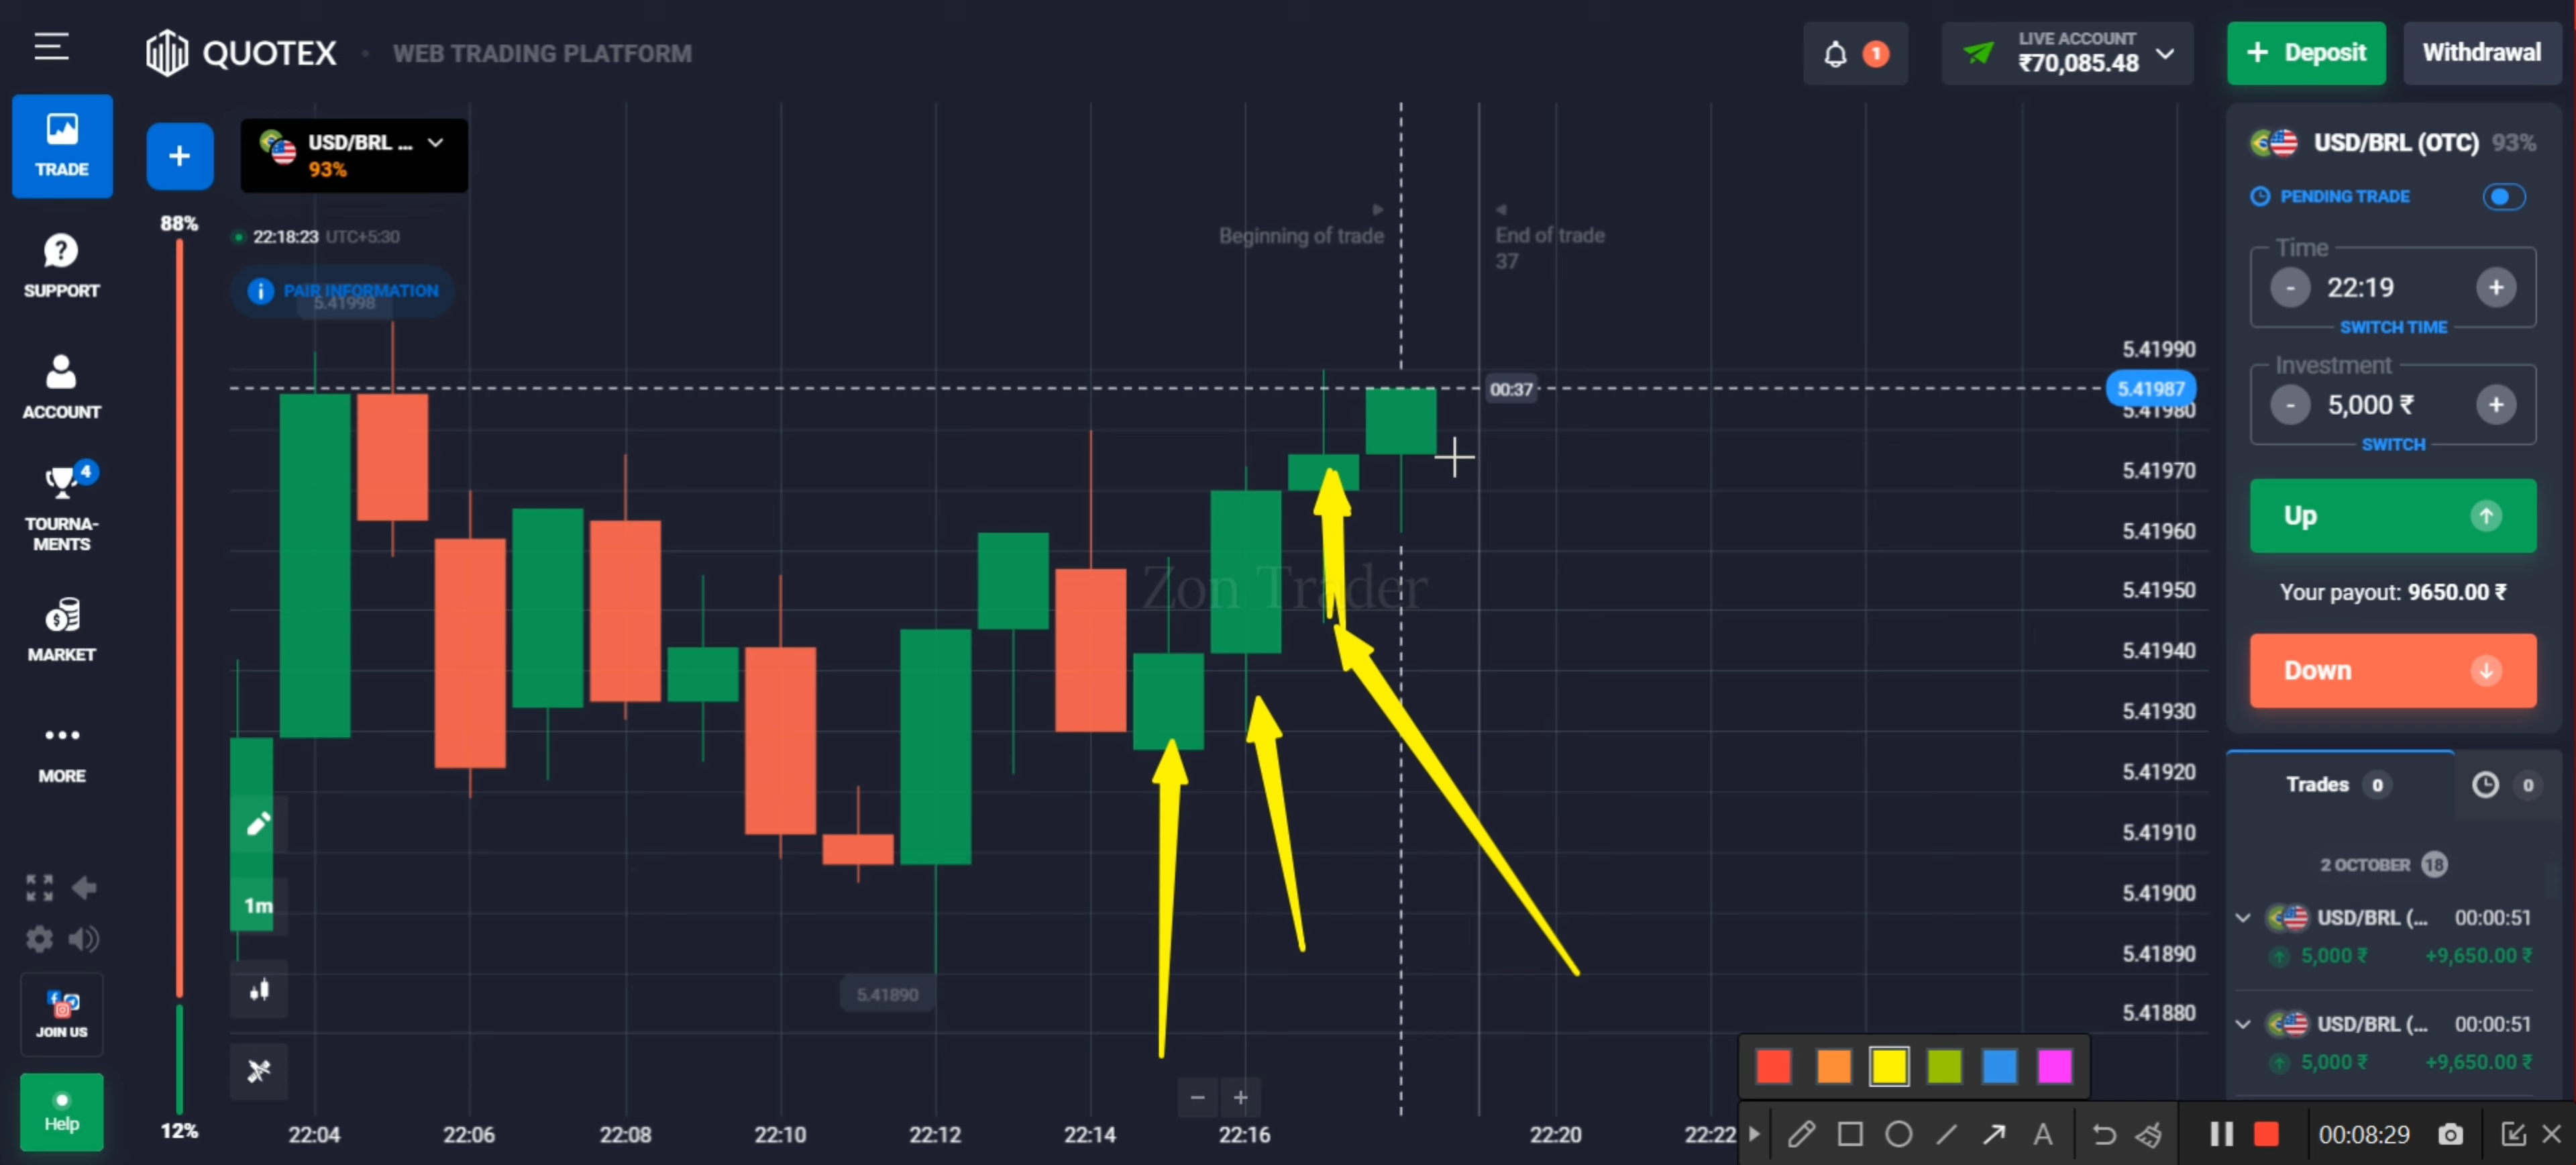 QUOTEX • WEB TRADING PLATFORM
1
LIVE ACCOUNT
₹70,085.48
+ Deposit
Withdrawal
TRADE
SUPPORT
ACCOUNT
4
TOURNA-
MENTS
MARKET
MORE
JOIN US
Help
+
USD/BRL ...
93%
88%
22:18:23 UTC+5:30
PAIR INFORMATION
5.41998
Beginning of trade
End of trade
37
00:37
5.41990
5.41987
5.41980
5.41970
5.41960
5.41950
5.41940
5.41930
5.41920
5.41910
5.41900
5.41890
5.41880
Zon Trader
5.41890
1m
12%
22:04
22:06
22:08
22:10
22:12
22:14
22:16
22:20
22:22
USD/BRL (OTC) 93%
PENDING TRADE
Time
- 22:19 +
SWITCH TIME
Investment
- 5,000 ₹ +
SWITCH
Up
Your payout: 9650.00 ₹
Down
Trades 0
0
2 OCTOBER 18
USD/BRL (... 00:00:51
5,000 ₹ +9,650.00 ₹
USD/BRL (... 00:00:51
5,000 ₹ +9,650.00 ₹
A
00:08:29